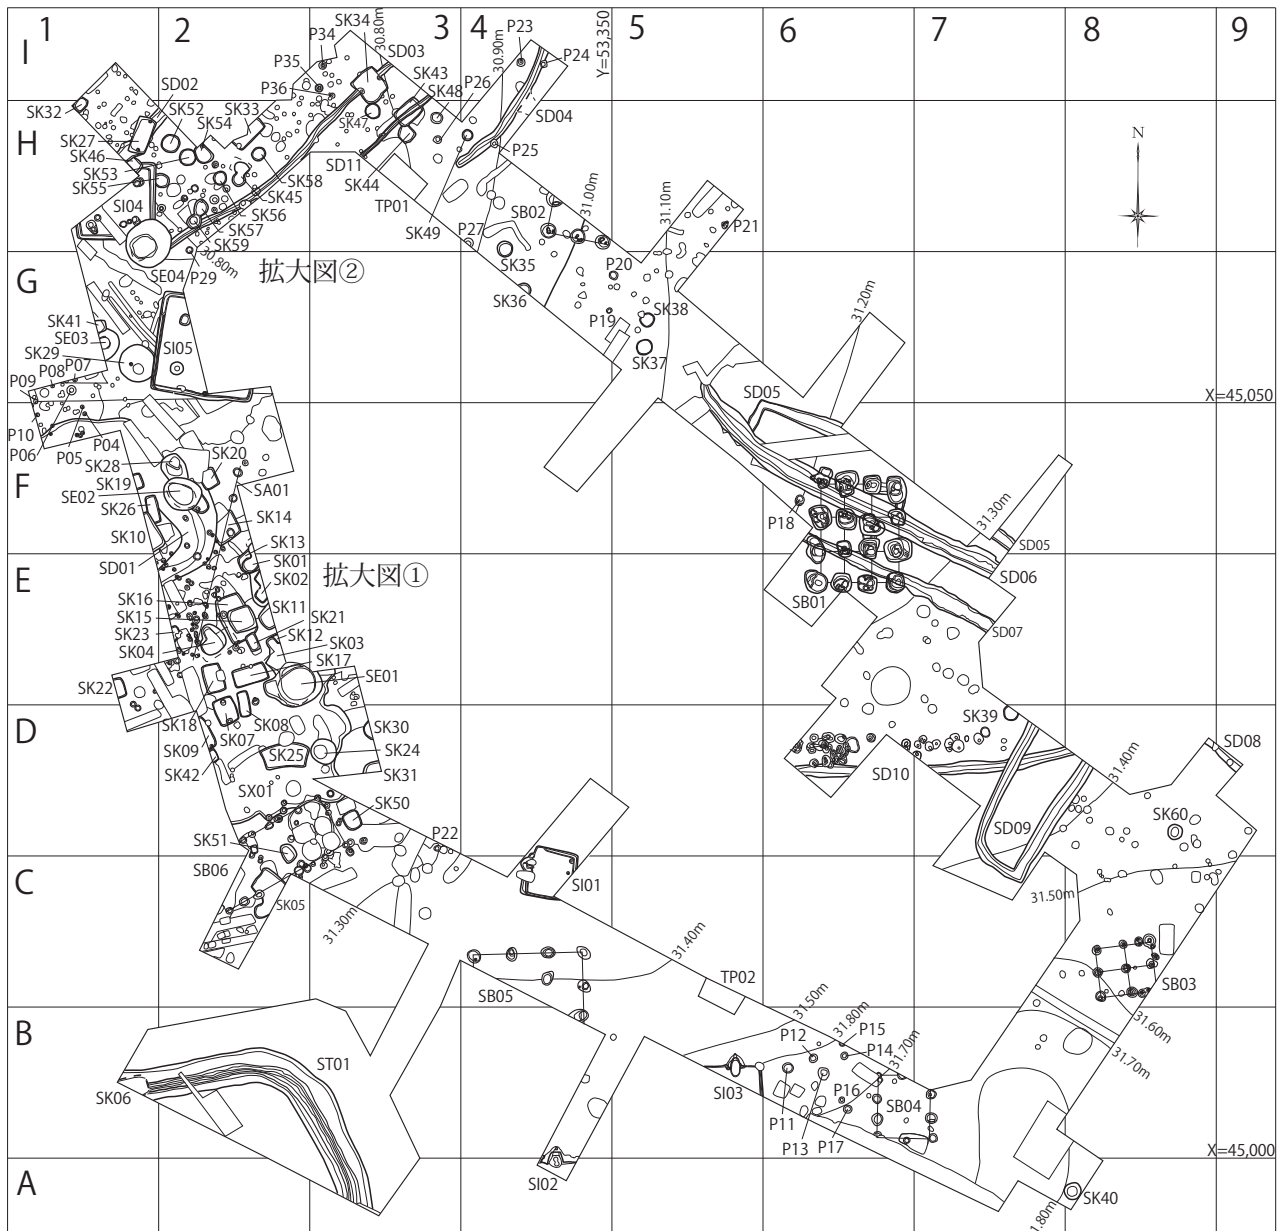 1
2
3
4
5
6
7
8
9
I
H
G
F
E
D
C
B
A
Y=53,350
X=45,050
X=45,000
N
SK34
30.80m
P34
SD03
P35
P36
SK43
SK48
P26
P23
P24
30.90m
SD02
SK52
SK54
SK33
SK32
SK27
SK46
SK53
SK55
SI04
SK47
SD11
SK44
TP01
SD04
P25
SK58
SK45
SK56
SK57
SK59
30.80m
SK49
SB02
31.00m
31.10m
P21
P27
SE04
P29
拡大図②
SK35
SK36
P20
P19
SK38
SK37
31.20m
SK41
SE03
SK29
SI05
P09
P08
P07
P10
P06
P05
P04
SD05
SK28
SK20
SK19
SE02
SA01
SK26
SK14
SK10
SK13
SD01
SK01
SK02
拡大図①
P18
31.30m
SD05
SD06
SB01
SD07
SK16
SK15
SK11
SK21
SK23
SK12
SK04
SK03
SK17
SE01
SK22
SK18
SK08
SK09
SK07
SK30
SK25
SK24
SK42
SK31
SX01
SK50
SK39
SD10
31.40m
SD08
SK60
SD09
SK51
P22
SB06
SI01
SK05
31.30m
31.50m
31.40m
SB05
TP02
SB03
31.50m
31.60m
31.80m
P15
P12
P14
31.70m
31.70m
ST01
SK06
SI03
P11
P16
SB04
P13
P17
SI02
SK40
31.80m